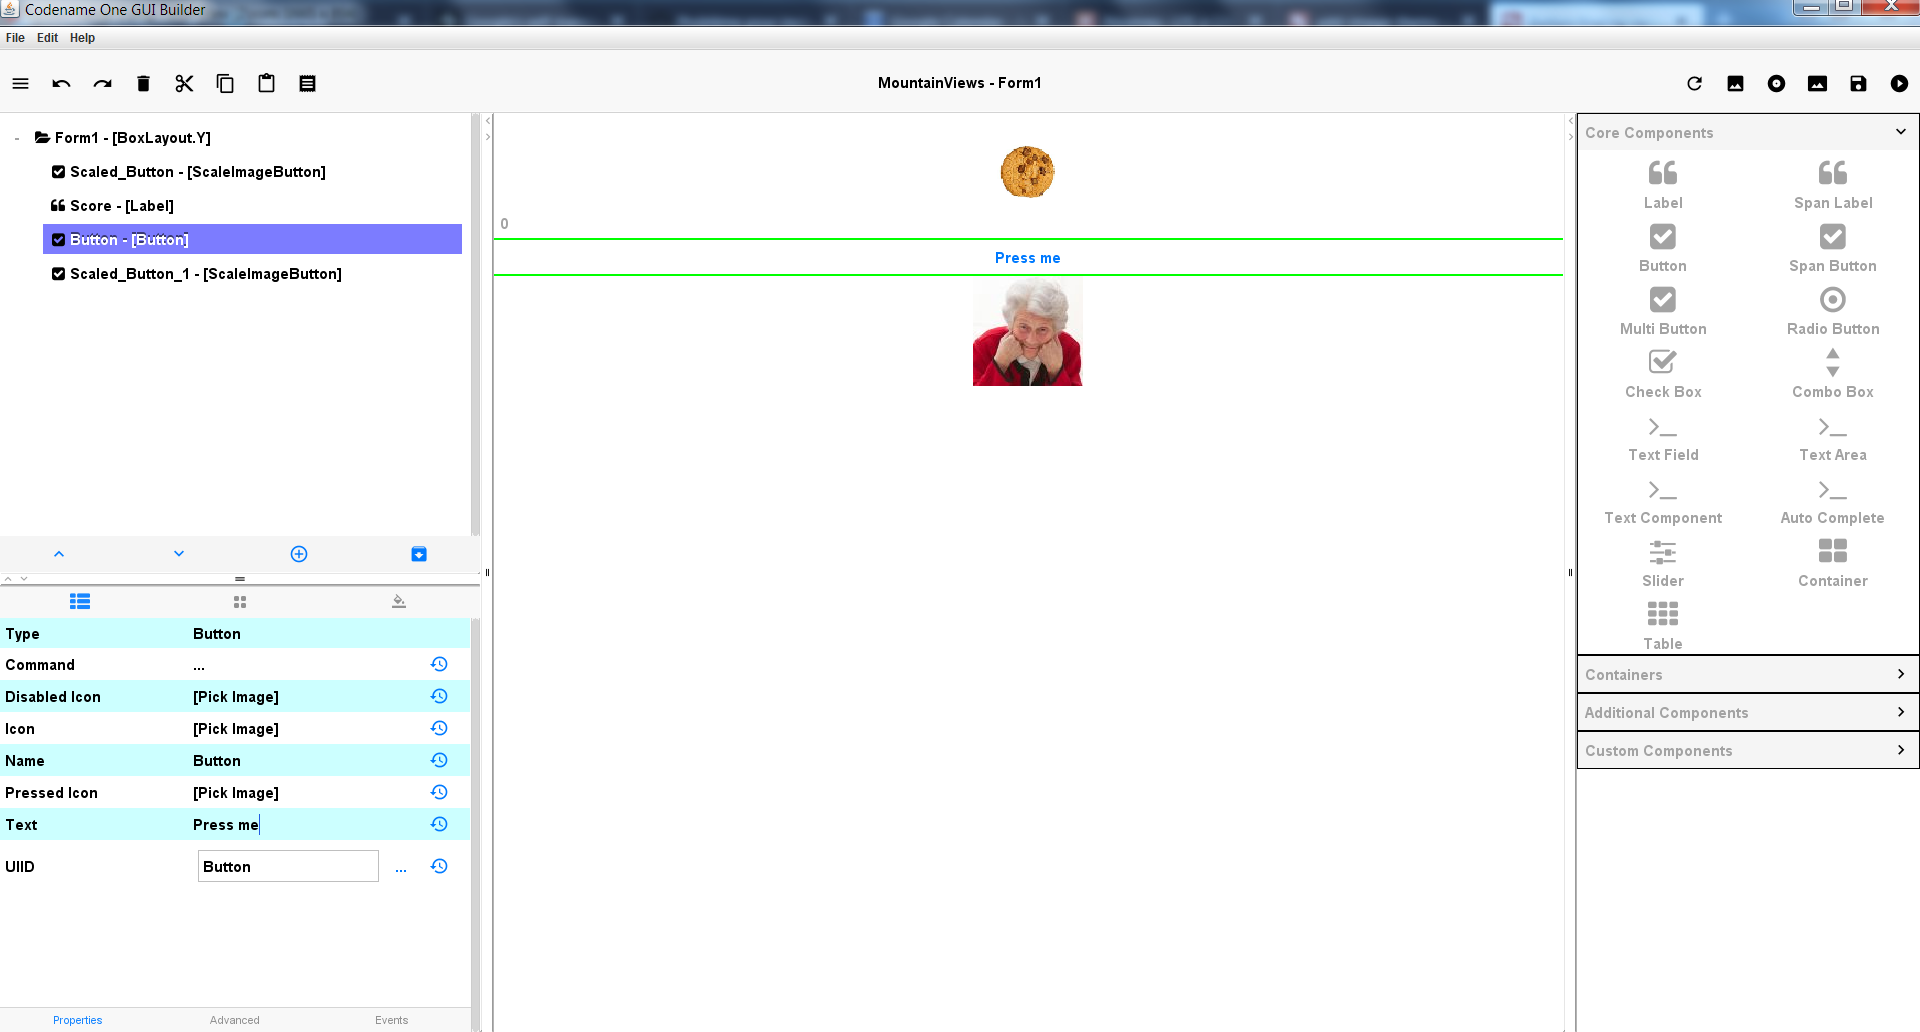 Codename One GUI Builder
File Edit Help
MountainViews - Form1
- Form1 - [BoxLayout.Y]
Scaled_Button - [ScaleImageButton]
Score - [Label]
Button - [Button]
Scaled_Button_1 - [ScaleImageButton]
Type Button
Command ...
Disabled Icon [Pick Image]
Icon [Pick Image]
Name Button
Pressed Icon [Pick Image]
Text Press me
UIID Button ...
Properties Advanced Events
0
Press me
Core Components
Label Span Label
Button Span Button
Multi Button Radio Button
Check Box Combo Box
Text Field Text Area
Text Component Auto Complete
Slider Container
Table
Containers
Additional Components
Custom Components